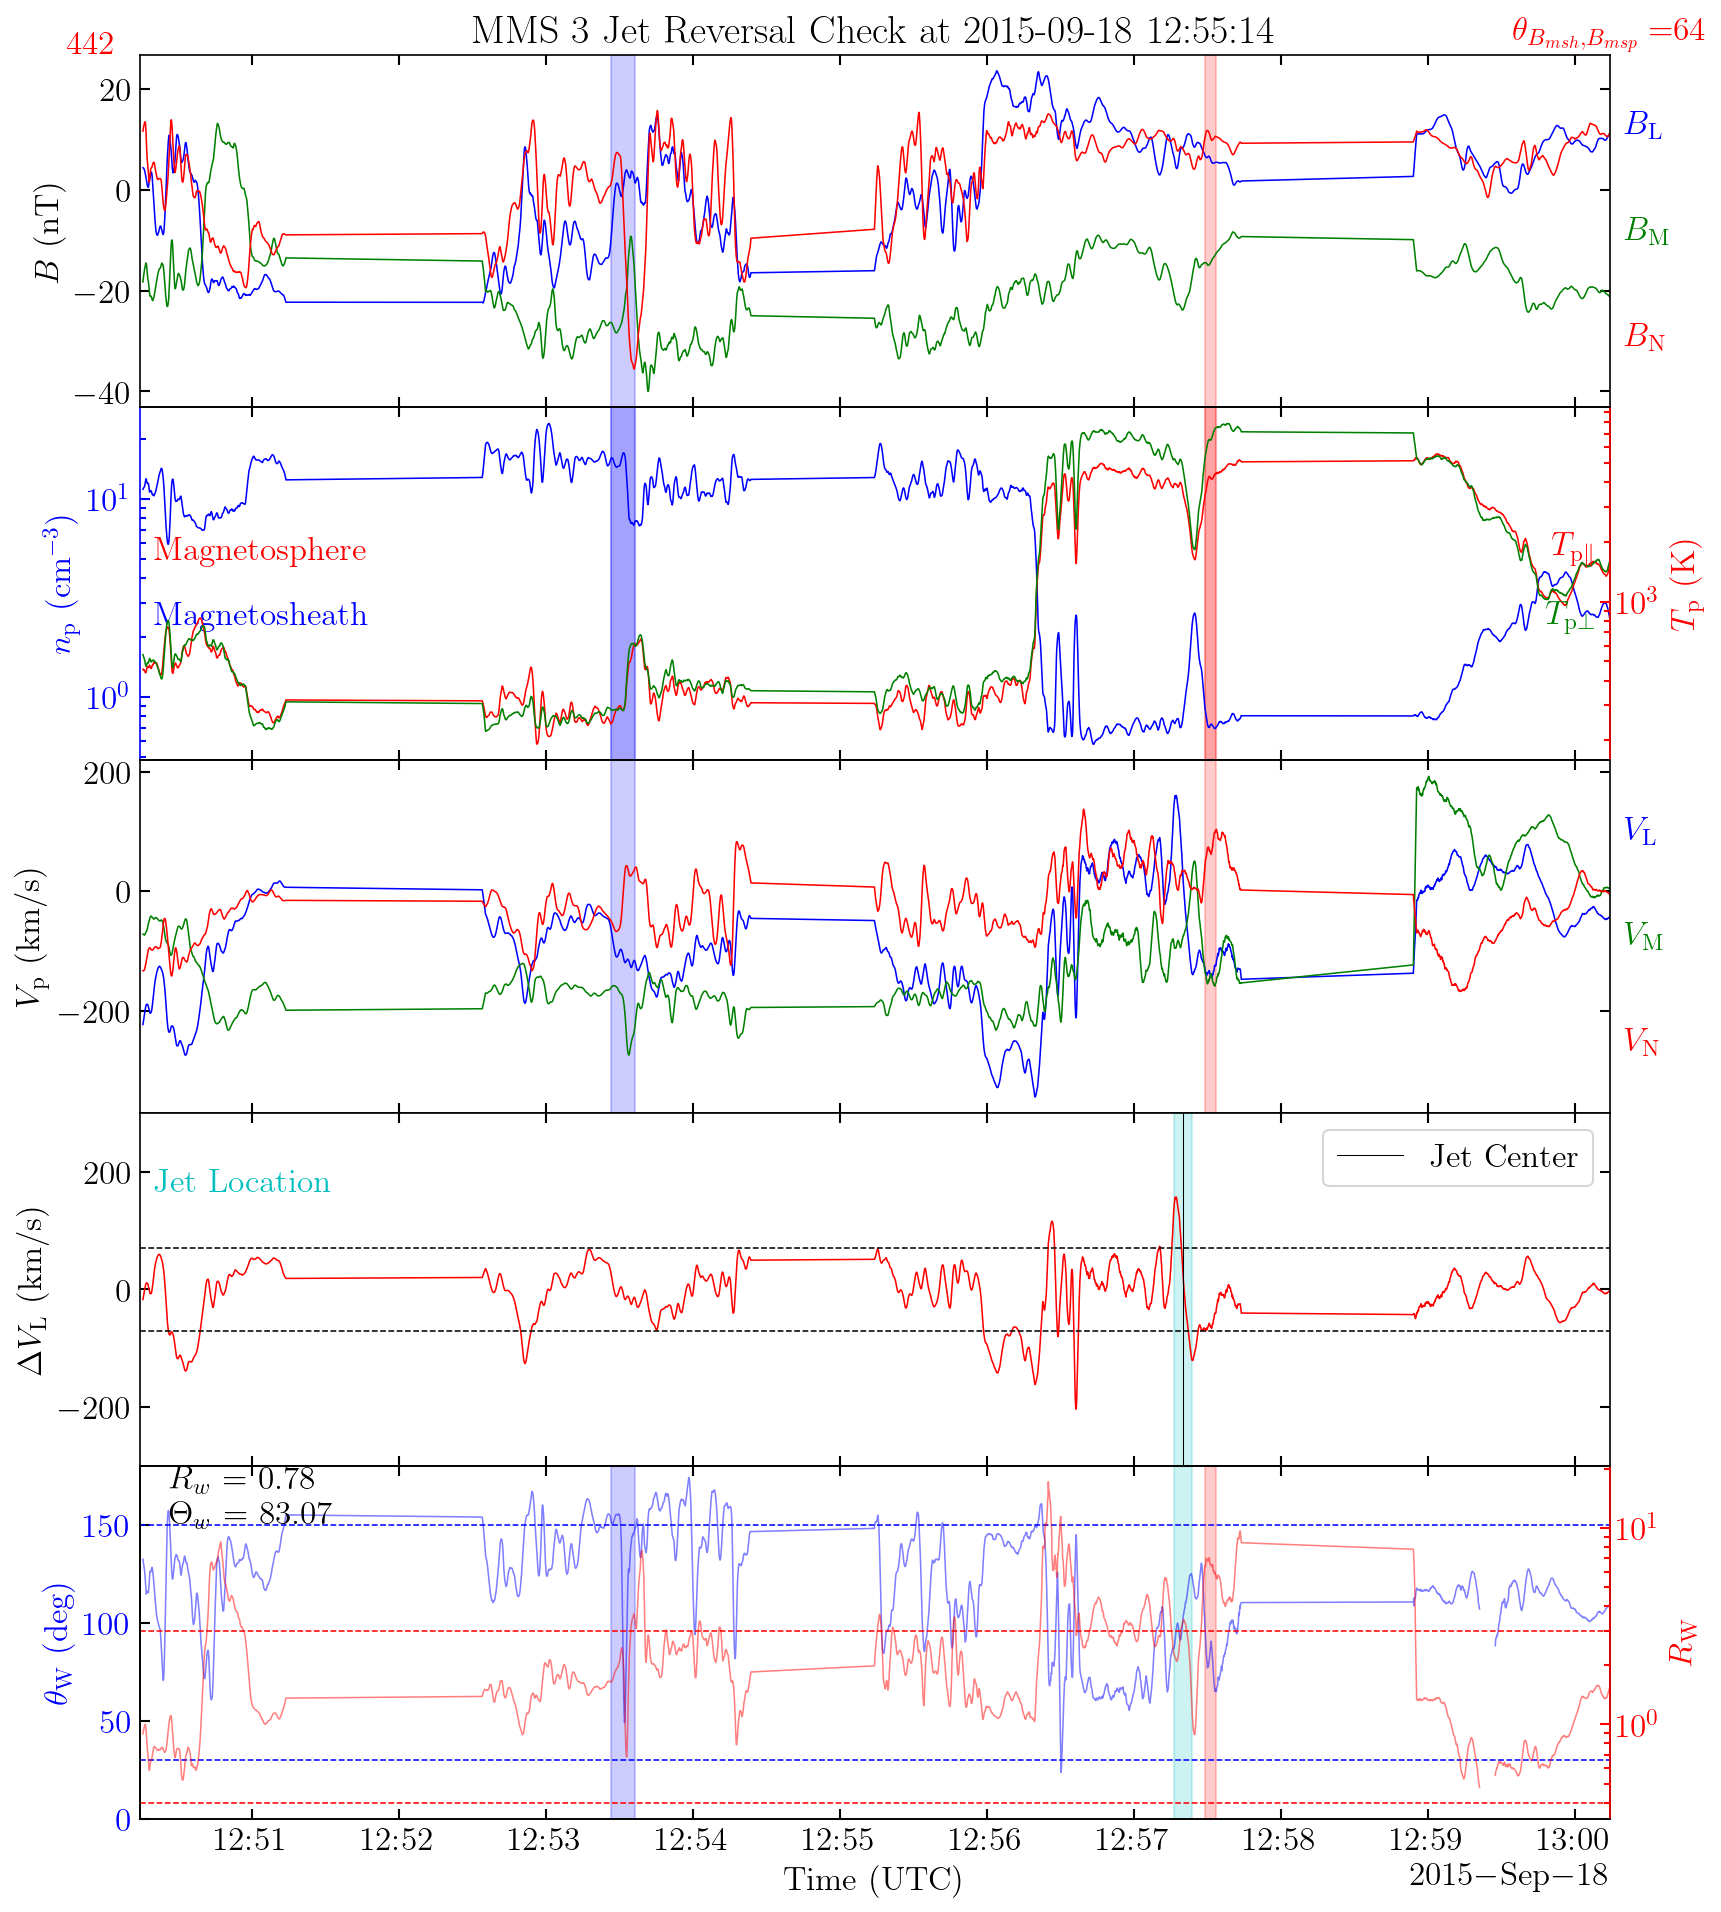 MMS 3 Jet Reversal Check at 2015-09-18 12:55:14
442
θ_{B_{msh},B_{msp}} =64
B (nT)
20
0
−20
−40
B_L
B_M
B_N
n_p (cm^{−3})
10^1
10^0
Magnetosphere
Magnetosheath
T_{p∥}
T_{p⊥}
10^3
T_p (K)
V_p (km/s)
200
0
−200
V_L
V_M
V_N
ΔV_L (km/s)
200
0
−200
Jet Location
Jet Center
R_w = 0.78
Θ_w = 83.07
θ_W (deg)
150
100
50
0
10^1
10^0
R_W
12:51 12:52 12:53 12:54 12:55 12:56 12:57 12:58 12:59 13:00
Time (UTC)
2015−Sep−18